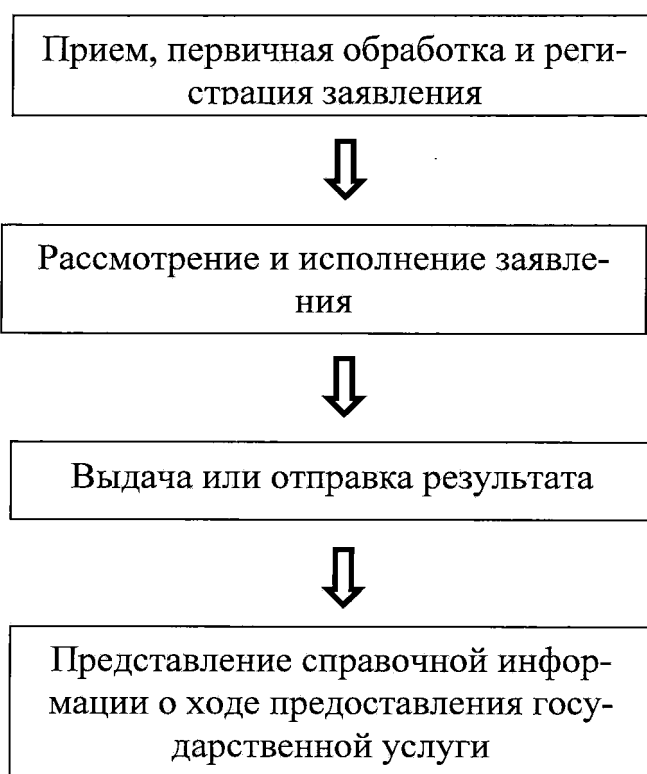 Прием, первичная обработка и реги-
страция заявления
Рассмотрение и исполнение заявле-
ния
Выдача или отправка результата
Представление справочной инфор-
мации о ходе предоставления госу-
дарственной услуги